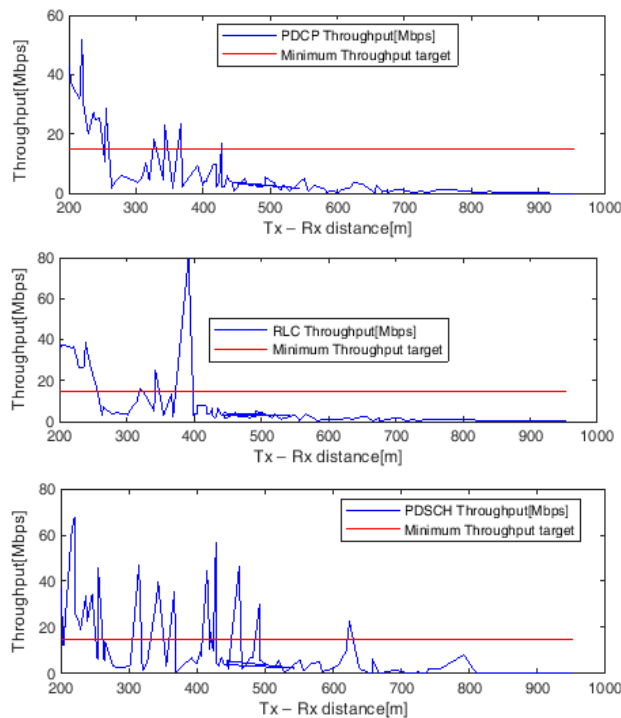 60
40
20
0
Throughput[Mbps]
PDCP Throughput[Mbps]
Minimum Throughput target
200 300 400 500 600 700 800 900 1000
Tx – Rx distance[m]
80
60
40
20
0
Throughput[Mbps]
RLC Throughput[Mbps]
Minimum Throughput target
200 300 400 500 600 700 800 900 1000
Tx – Rx distance[m]
80
60
40
20
0
Throughput[Mbps]
PDSCH Throughput[Mbps]
Minimum Throughput target
200 300 400 500 600 700 800 900 1000
Tx – Rx distance[m]